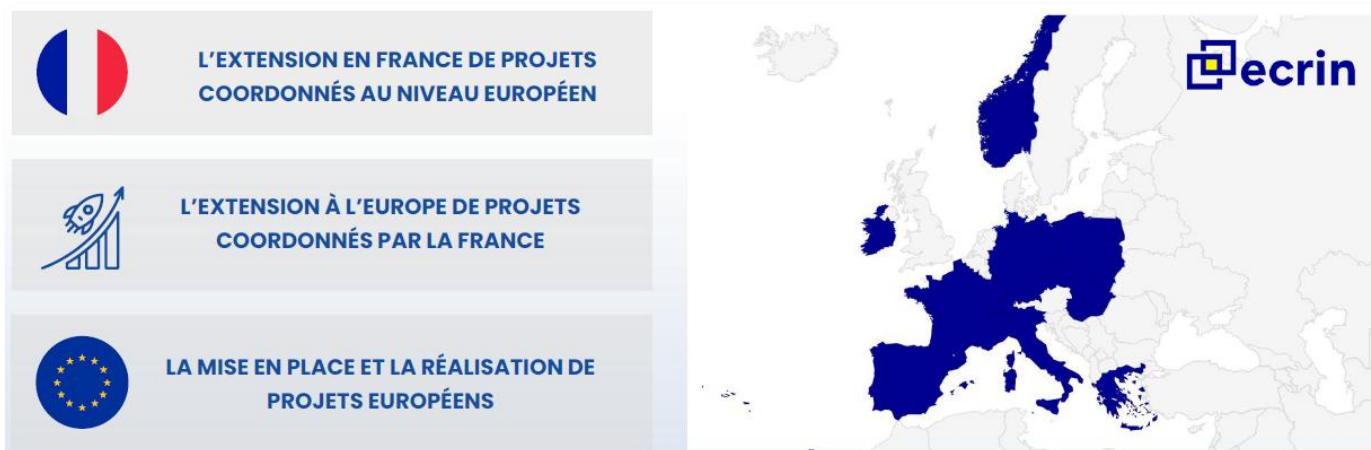 L'EXTENSION EN FRANCE DE PROJETS
COORDONNÉS AU NIVEAU EUROPÉEN
L'EXTENSION À L'EUROPE DE PROJETS
COORDONNÉS PAR LA FRANCE
LA MISE EN PLACE ET LA RÉALISATION DE
PROJETS EUROPÉENS
ecrin